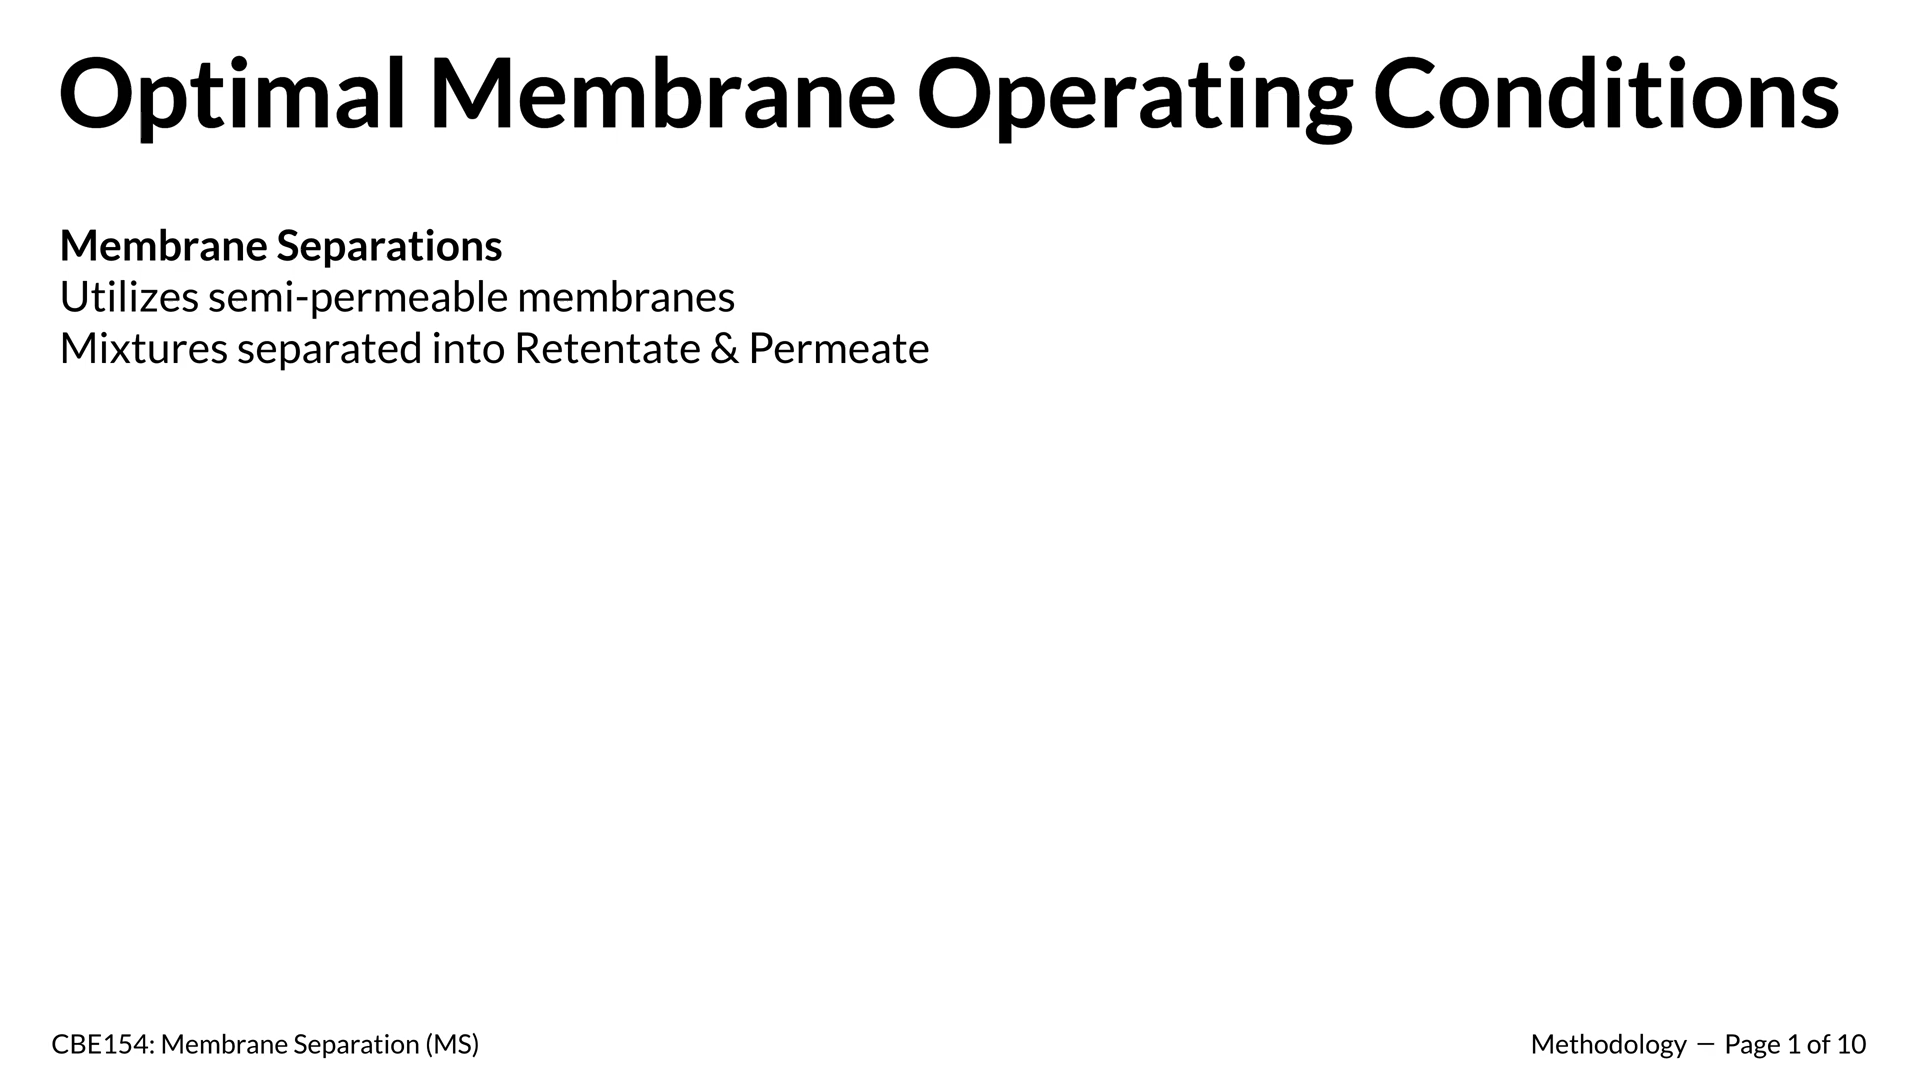 Optimal Membrane Operating Conditions
Membrane Separations
Utilizes semi-permeable membranes
Mixtures separated into Retentate & Permeate
CBE154: Membrane Separation (MS)
Methodology — Page 1 of 10